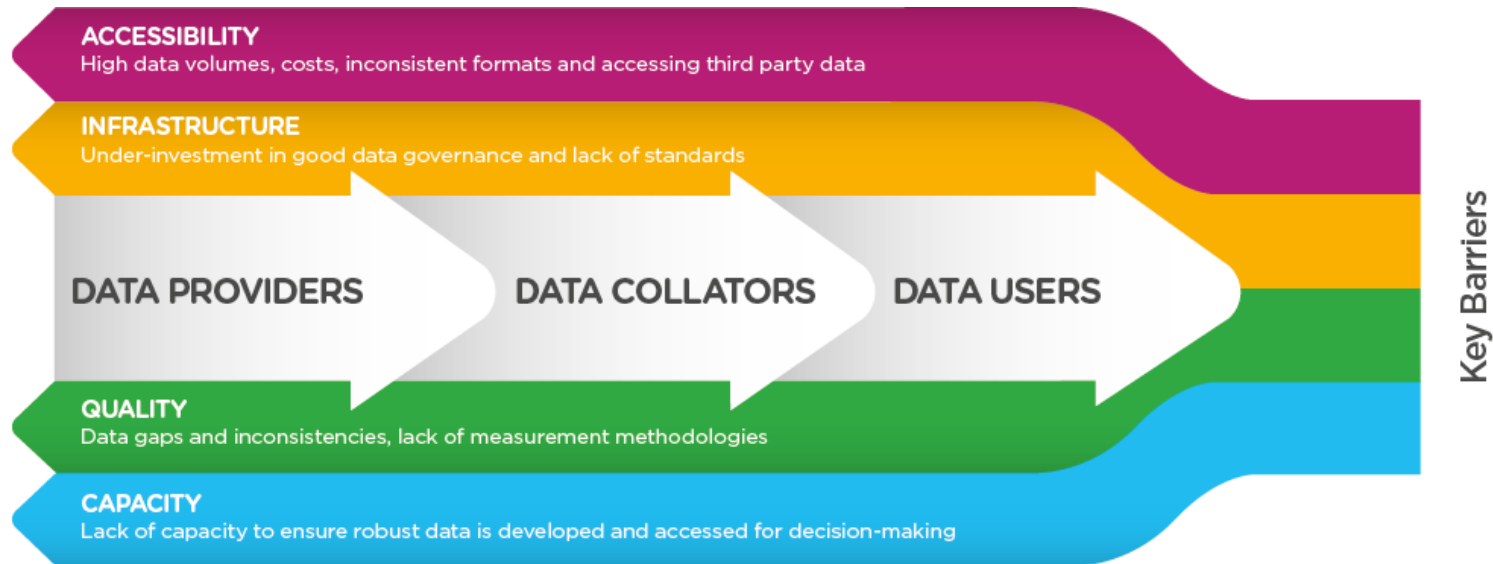 ACCESSIBILITY
High data volumes, costs, inconsistent formats and accessing third party data
INFRASTRUCTURE
Under-investment in good data governance and lack of standards
DATA PROVIDERS
DATA COLLATORS
DATA USERS
QUALITY
Data gaps and inconsistencies, lack of measurement methodologies
CAPACITY
Lack of capacity to ensure robust data is developed and accessed for decision-making
Key Barriers